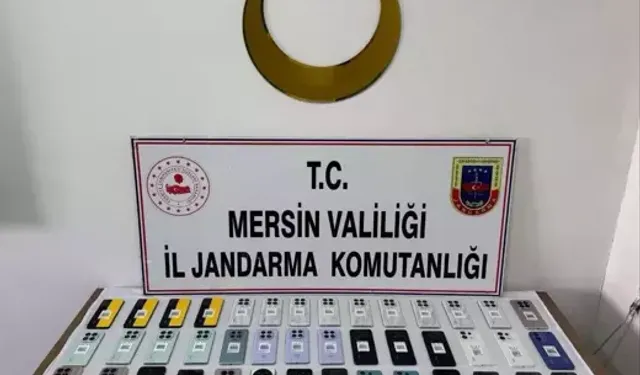 T.C.
MERSİN VALİLİĞİ
İL JANDARMA KOMUTANLIĞI